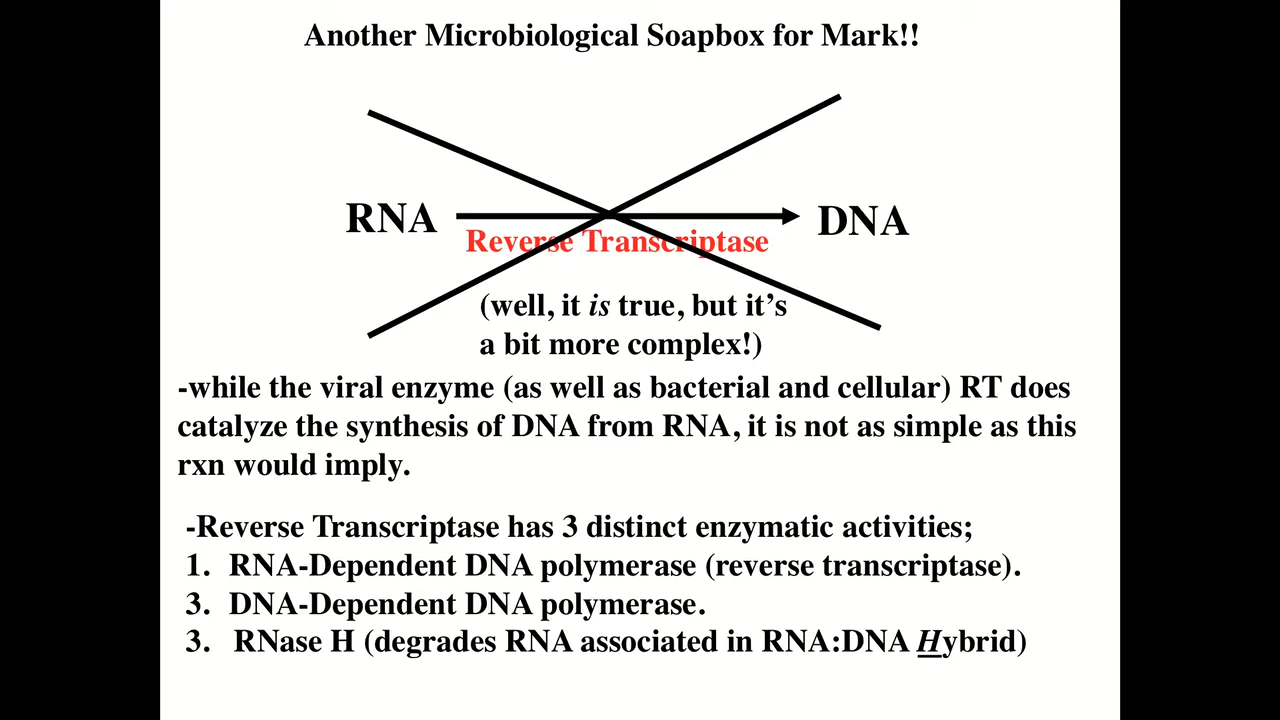 Another Microbiological Soapbox for Mark!!
RNA
DNA
Reverse Transcriptase
(well, it is true, but it’s
a bit more complex!)
-while the viral enzyme (as well as bacterial and cellular) RT does
catalyze the synthesis of DNA from RNA, it is not as simple as this
rxn would imply.
-Reverse Transcriptase has 3 distinct enzymatic activities;
1. RNA-Dependent DNA polymerase (reverse transcriptase).
3. DNA-Dependent DNA polymerase.
3. RNase H (degrades RNA associated in RNA:DNA Hybrid)